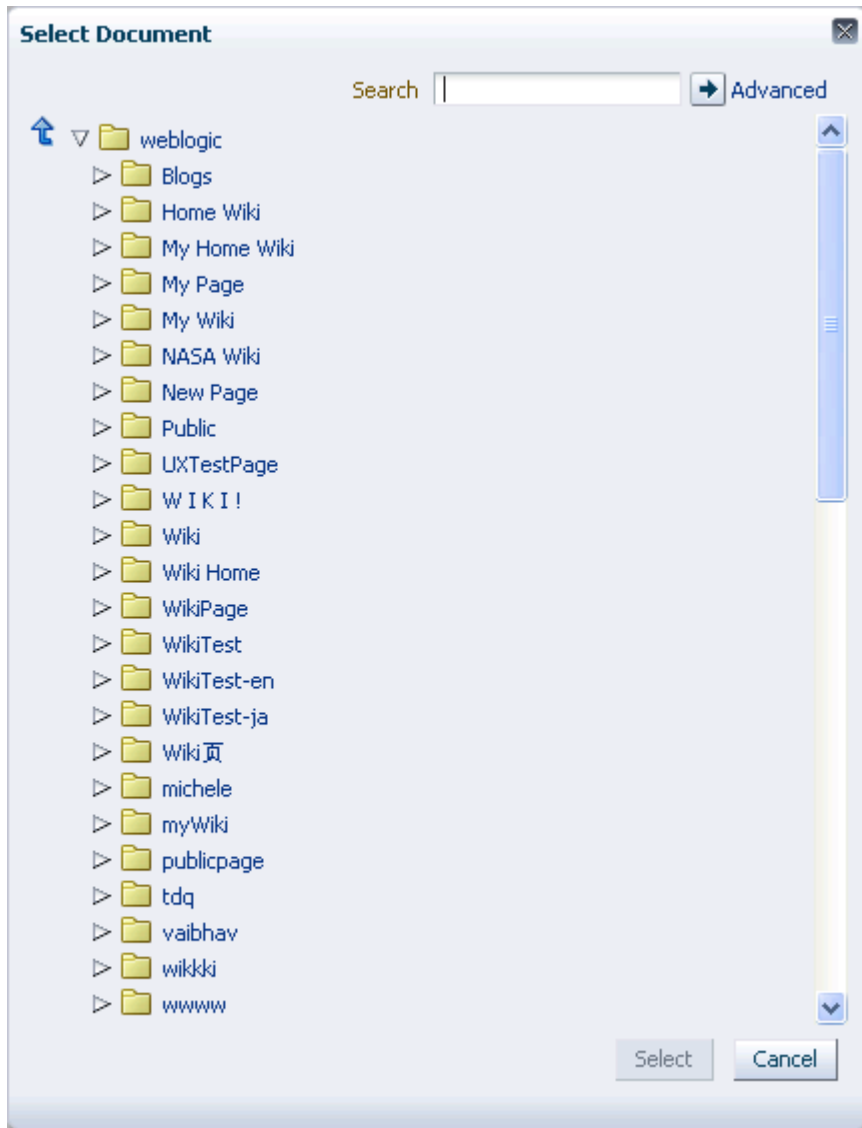 Select Document
Search Advanced
weblogic
Blogs
Home Wiki
My Home Wiki
My Page
My Wiki
NASA Wiki
New Page
Public
UXTestPage
W I K I !
Wiki
Wiki Home
WikiPage
WikiTest
WikiTest-en
WikiTest-ja
Wiki页
michele
myWiki
publicpage
tdq
vaibhav
wikkki
wwww
Select Cancel